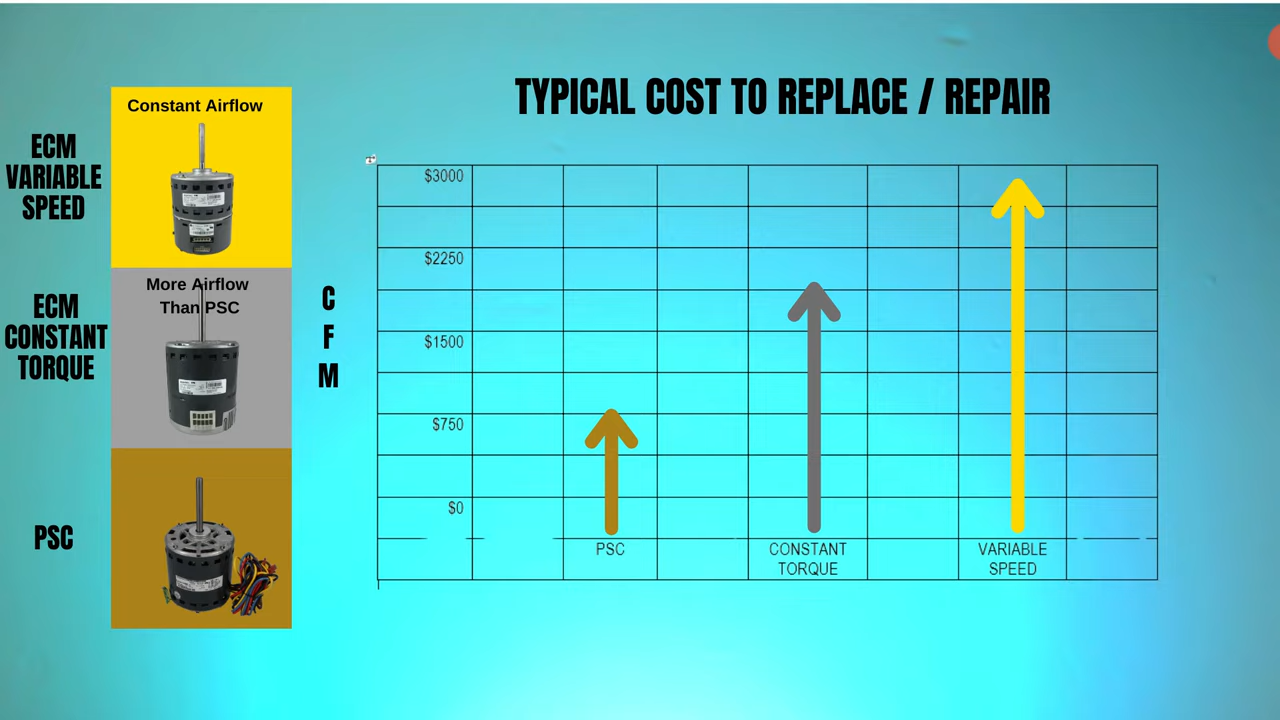 TYPICAL COST TO REPLACE / REPAIR
Constant Airflow
ECM
VARIABLE
SPEED
More Airflow
Than PSC
ECM
CONSTANT
TORQUE
PSC
C
F
M
$3000
$2250
$1500
$750
$0
PSC
CONSTANT
TORQUE
VARIABLE
SPEED